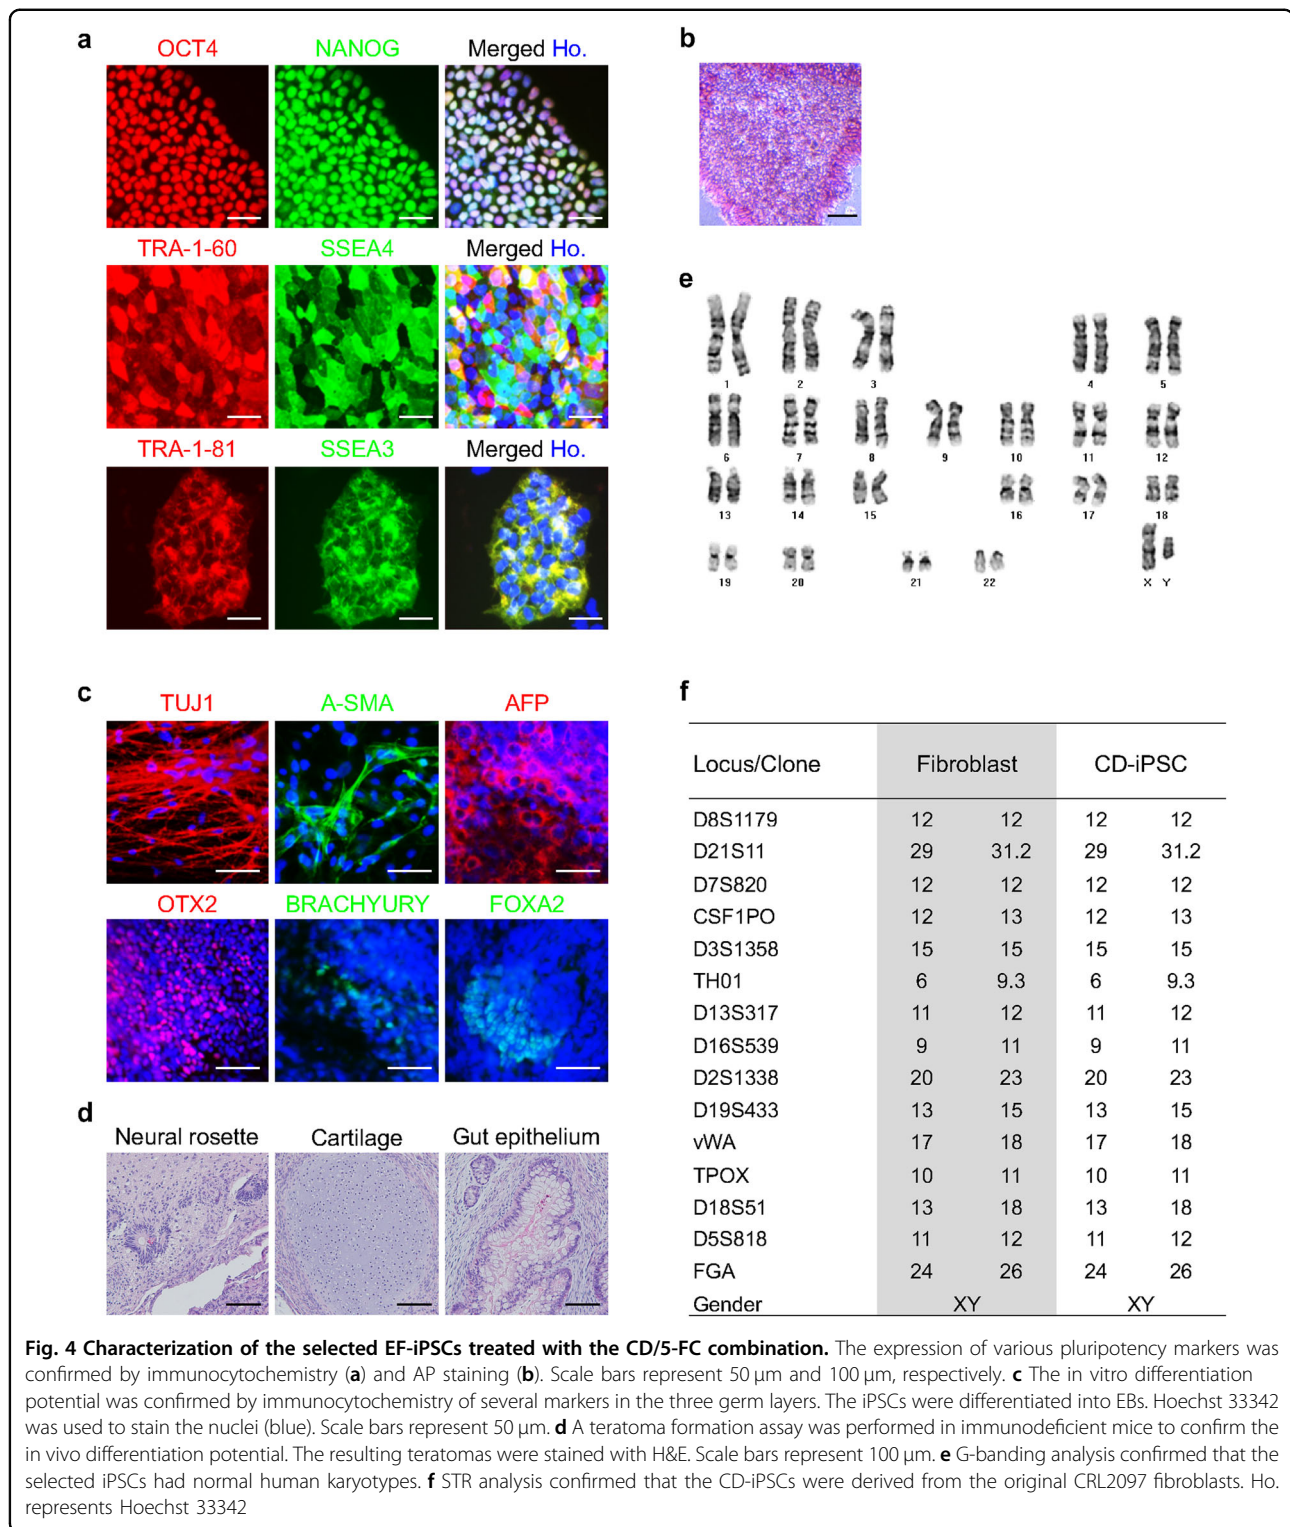 a
OCT4 NANOG Merged Ho.
TRA-1-60 SSEA4 Merged Ho.
TRA-1-81 SSEA3 Merged Ho.
b
e
1 2 3 4 5
6 7 8 9 10 11 12
13 14 15 16 17 18
19 20 21 22 X Y
c
TUJ1 A-SMA AFP
OTX2 BRACHYURY FOXA2
d
Neural rosette Cartilage Gut epithelium
f
Locus/Clone Fibroblast CD-iPSC
D8S1179 12 12 12 12
D21S11 29 31.2 29 31.2
D7S820 12 12 12 12
CSF1PO 12 13 12 13
D3S1358 15 15 15 15
TH01 6 9.3 6 9.3
D13S317 11 12 11 12
D16S539 9 11 9 11
D2S1338 20 23 20 23
D19S433 13 15 13 15
vWA 17 18 17 18
TPOX 10 11 10 11
D18S51 13 18 13 18
D5S818 11 12 11 12
FGA 24 26 24 26
Gender XY XY
Fig. 4 Characterization of the selected EF-iPSCs treated with the CD/5-FC combination. The expression of various pluripotency markers was
confirmed by immunocytochemistry (a) and AP staining (b). Scale bars represent 50 μm and 100 μm, respectively. c The in vitro differentiation
potential was confirmed by immunocytochemistry of several markers in the three germ layers. The iPSCs were differentiated into EBs. Hoechst 33342
was used to stain the nuclei (blue). Scale bars represent 50 μm. d A teratoma formation assay was performed in immunodeficient mice to confirm the
in vivo differentiation potential. The resulting teratomas were stained with H&E. Scale bars represent 100 μm. e G-banding analysis confirmed that the
selected iPSCs had normal human karyotypes. f STR analysis confirmed that the CD-iPSCs were derived from the original CRL2097 fibroblasts. Ho.
represents Hoechst 33342